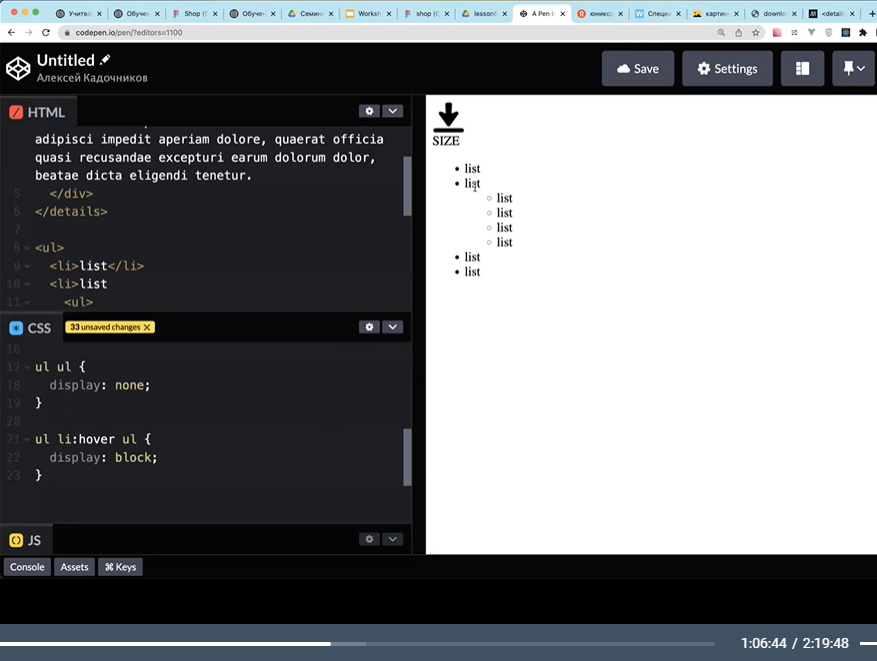 Учител
Обучен
Shop (С
Обучен
Семин
Worksh
shop (С
lesson6
A Pen b
юникод
Специ
картин
downlo
<detail
codepen.io/pen/?editors=1100
Untitled
Алексей Кадочников
Save
Settings
HTML
adipisci impedit aperiam dolore, quaerat officia
quasi recusandae excepturi earum dolorum dolor,
beatae dicta eligendi tenetur.
5 </div>
6 </details>
7
8 <ul>
9 <li>list</li>
10 <li>list
11 <ul>
CSS 33 unsaved changes
16
17 ul ul {
18 display: none;
19 }
20
21 ul li:hover ul {
22 display: block;
23 }
JS
Console Assets ⌘ Keys
SIZE
• list
• list
○ list
○ list
○ list
○ list
• list
• list
1:06:44 / 2:19:48